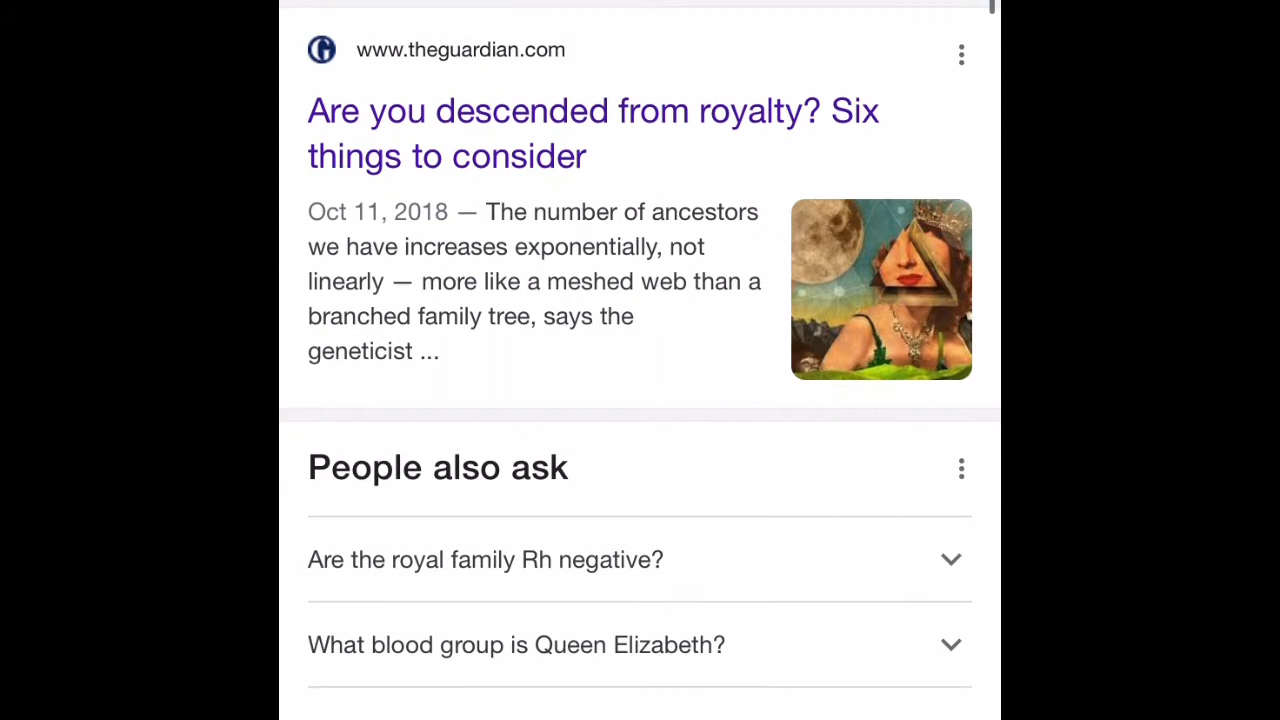 www.theguardian.com
Are you descended from royalty? Six
things to consider
Oct 11, 2018 — The number of ancestors
we have increases exponentially, not
linearly — more like a meshed web than a
branched family tree, says the
geneticist ...
People also ask
Are the royal family Rh negative?
What blood group is Queen Elizabeth?